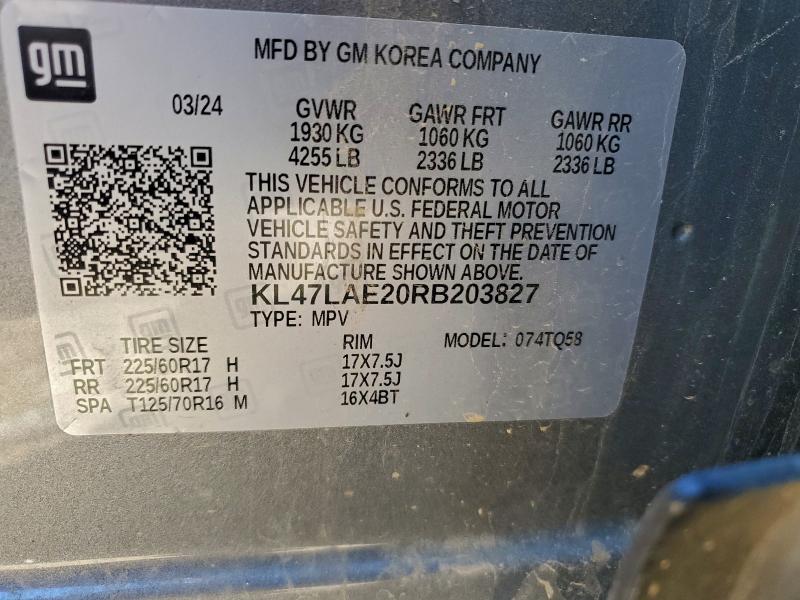 gm
MFD BY GM KOREA COMPANY
03/24 GVWR GAWR FRT GAWR RR
1930 KG 1060 KG 1060 KG
4255 LB 2336 LB 2336 LB
THIS VEHICLE CONFORMS TO ALL
APPLICABLE U.S. FEDERAL MOTOR
VEHICLE SAFETY AND THEFT PREVENTION
STANDARDS IN EFFECT ON THE DATE OF
MANUFACTURE SHOWN ABOVE.
KL47LAE20RB203827
TYPE: MPV
TIRE SIZE RIM MODEL: 074TQ58
FRT 225/60R17 H 17X7.5J
RR 225/60R17 H 17X7.5J
SPA T125/70R16 M 16X4BT